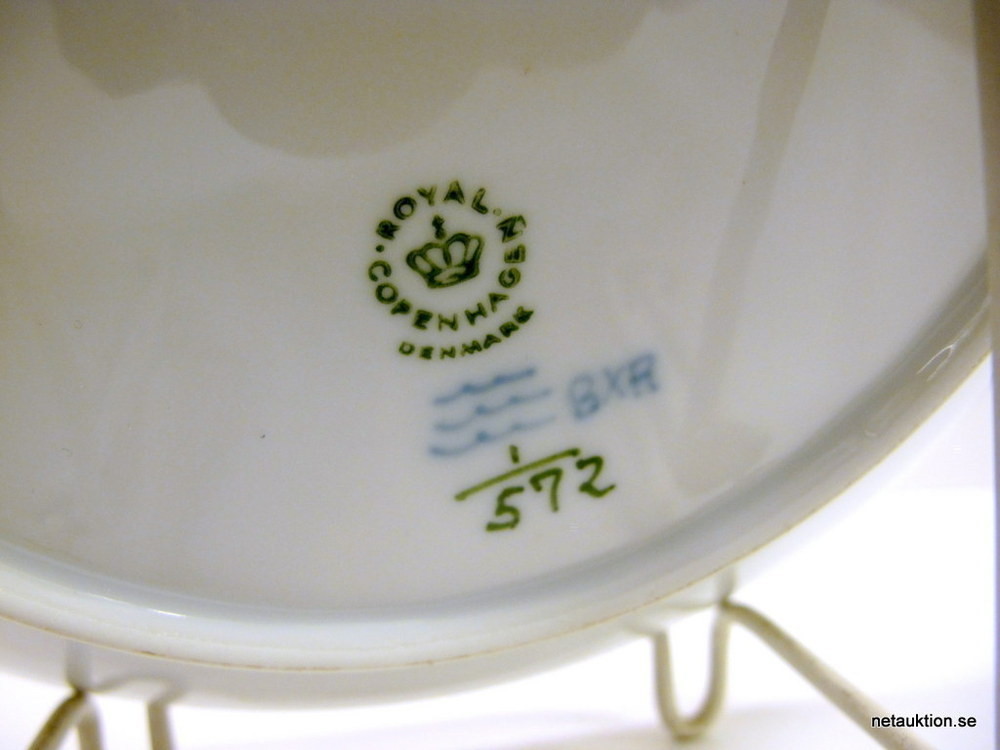 ROYAL · COPENHAGEN ·
DENMARK
BXR
1
572
netauktion.se